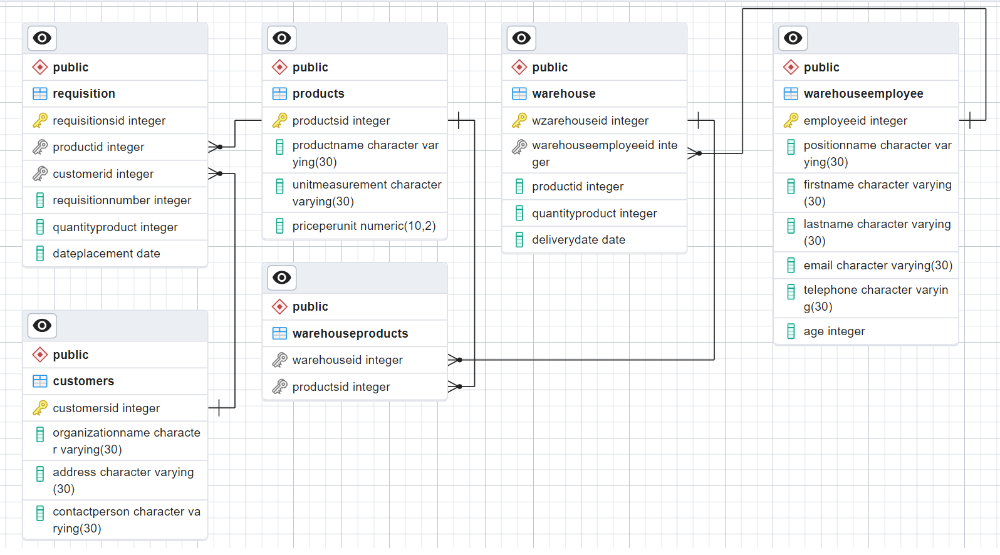 public
requisition
requisitionsid integer
productid integer
customerid integer
requisitionnumber integer
quantityproduct integer
dateplacement date
public
products
productsid integer
productname character var
ying(30)
unitmeasurement character
varying(30)
priceperunit numeric(10,2)
public
warehouse
wzarehouseid integer
warehouseemployeeid inte
ger
productid integer
quantityproduct integer
deliverydate date
public
warehouseemployee
employeeid integer
positionname character var
ying(30)
firstname character varying
(30)
lastname character varying
(30)
email character varying(30)
telephone character varyin
g(30)
age integer
public
warehouseproducts
warehouseid integer
productsid integer
public
customers
customersid integer
organizationname characte
r varying(30)
address character varying
(30)
contactperson character va
rying(30)